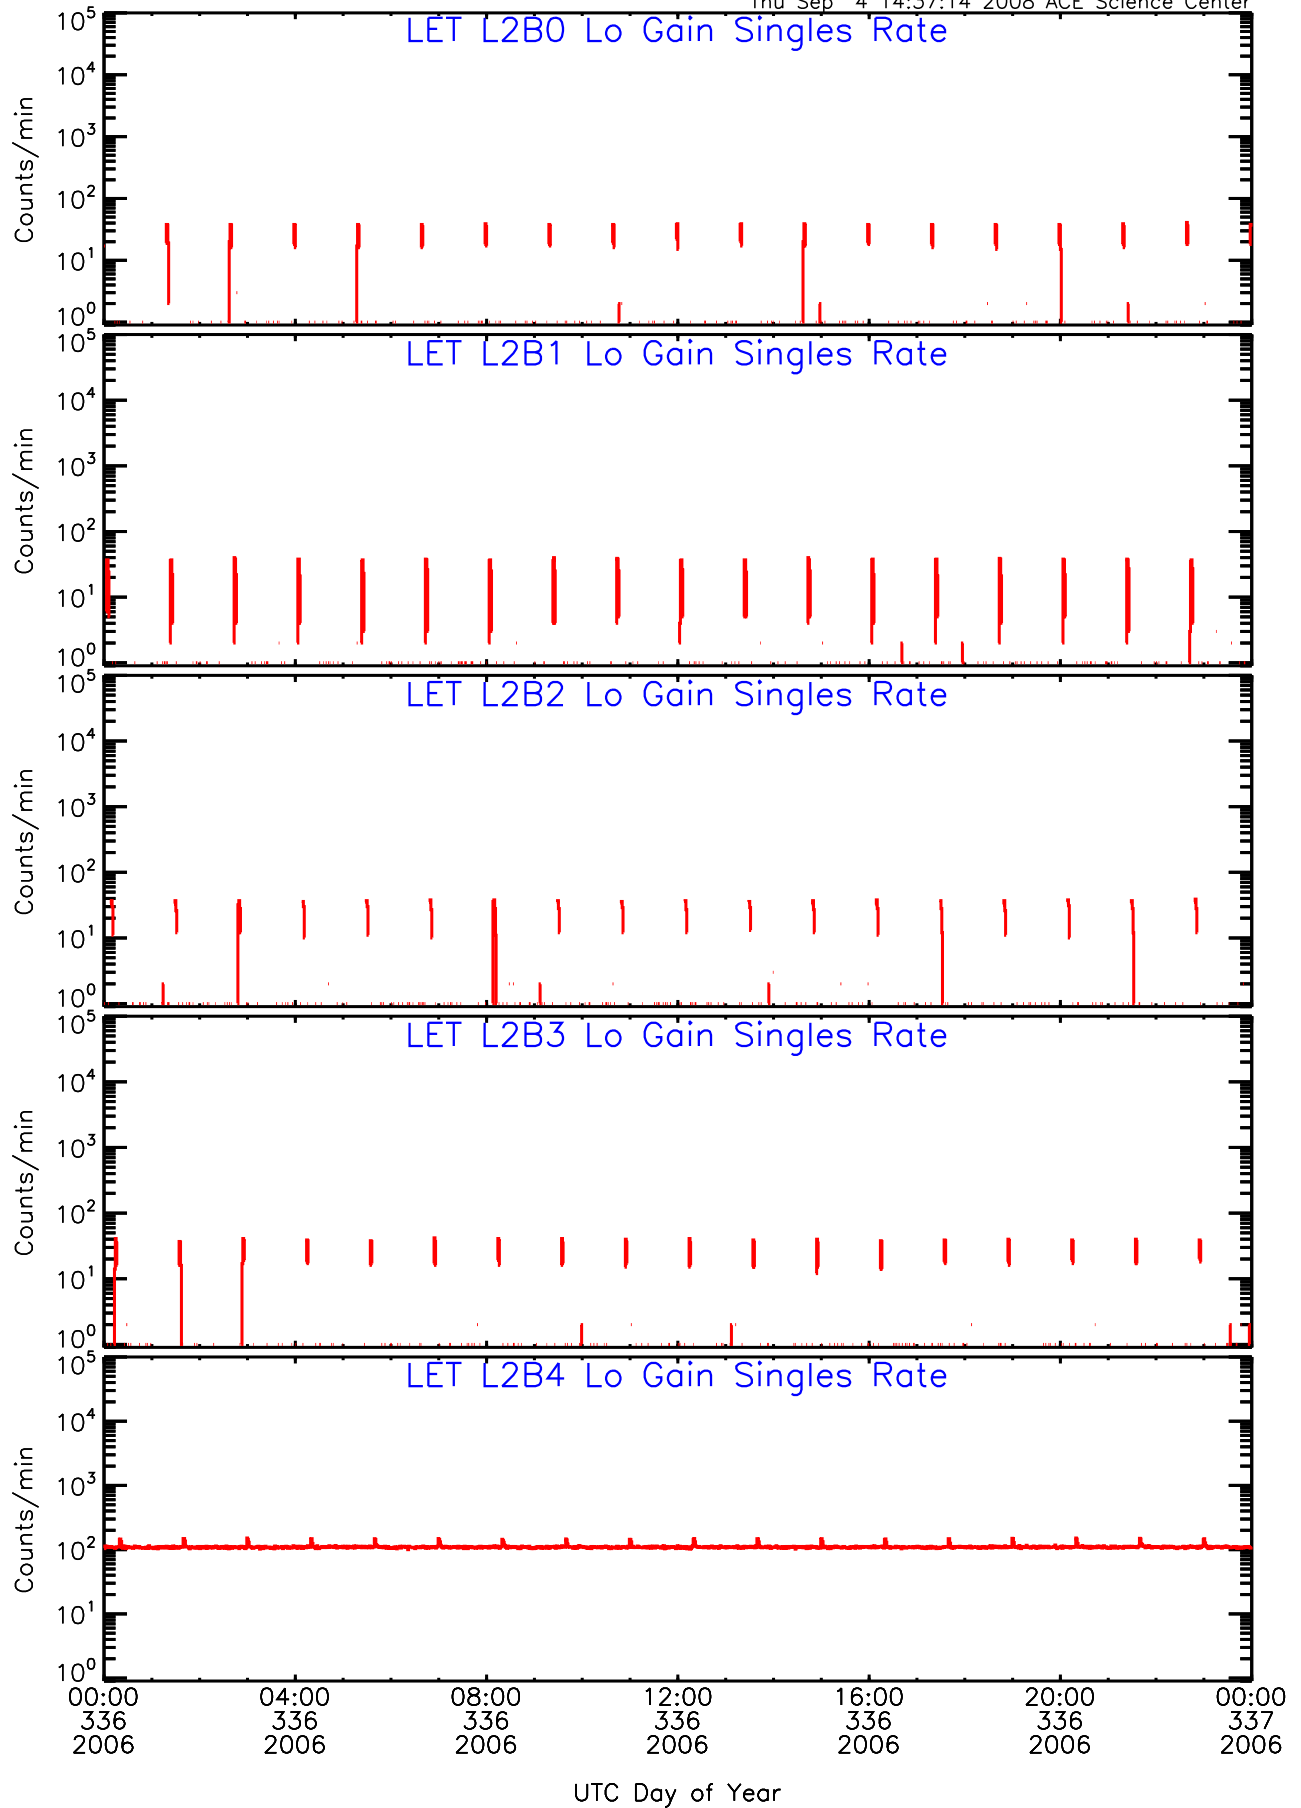 Thu Sep 4 14:37:14 2008 ACE Science Center
LET L2B0 Lo Gain Singles Rate
10^5
10^4
10^3
10^2
10^1
10^0
Counts/min
LET L2B1 Lo Gain Singles Rate
10^5
10^4
10^3
10^2
10^1
10^0
Counts/min
LET L2B2 Lo Gain Singles Rate
10^5
10^4
10^3
10^2
10^1
10^0
Counts/min
LET L2B3 Lo Gain Singles Rate
10^5
10^4
10^3
10^2
10^1
10^0
Counts/min
LET L2B4 Lo Gain Singles Rate
10^5
10^4
10^3
10^2
10^1
10^0
Counts/min
00:00 04:00 08:00 12:00 16:00 20:00 00:00
336 336 336 336 336 336 337
2006 2006 2006 2006 2006 2006 2006
UTC Day of Year